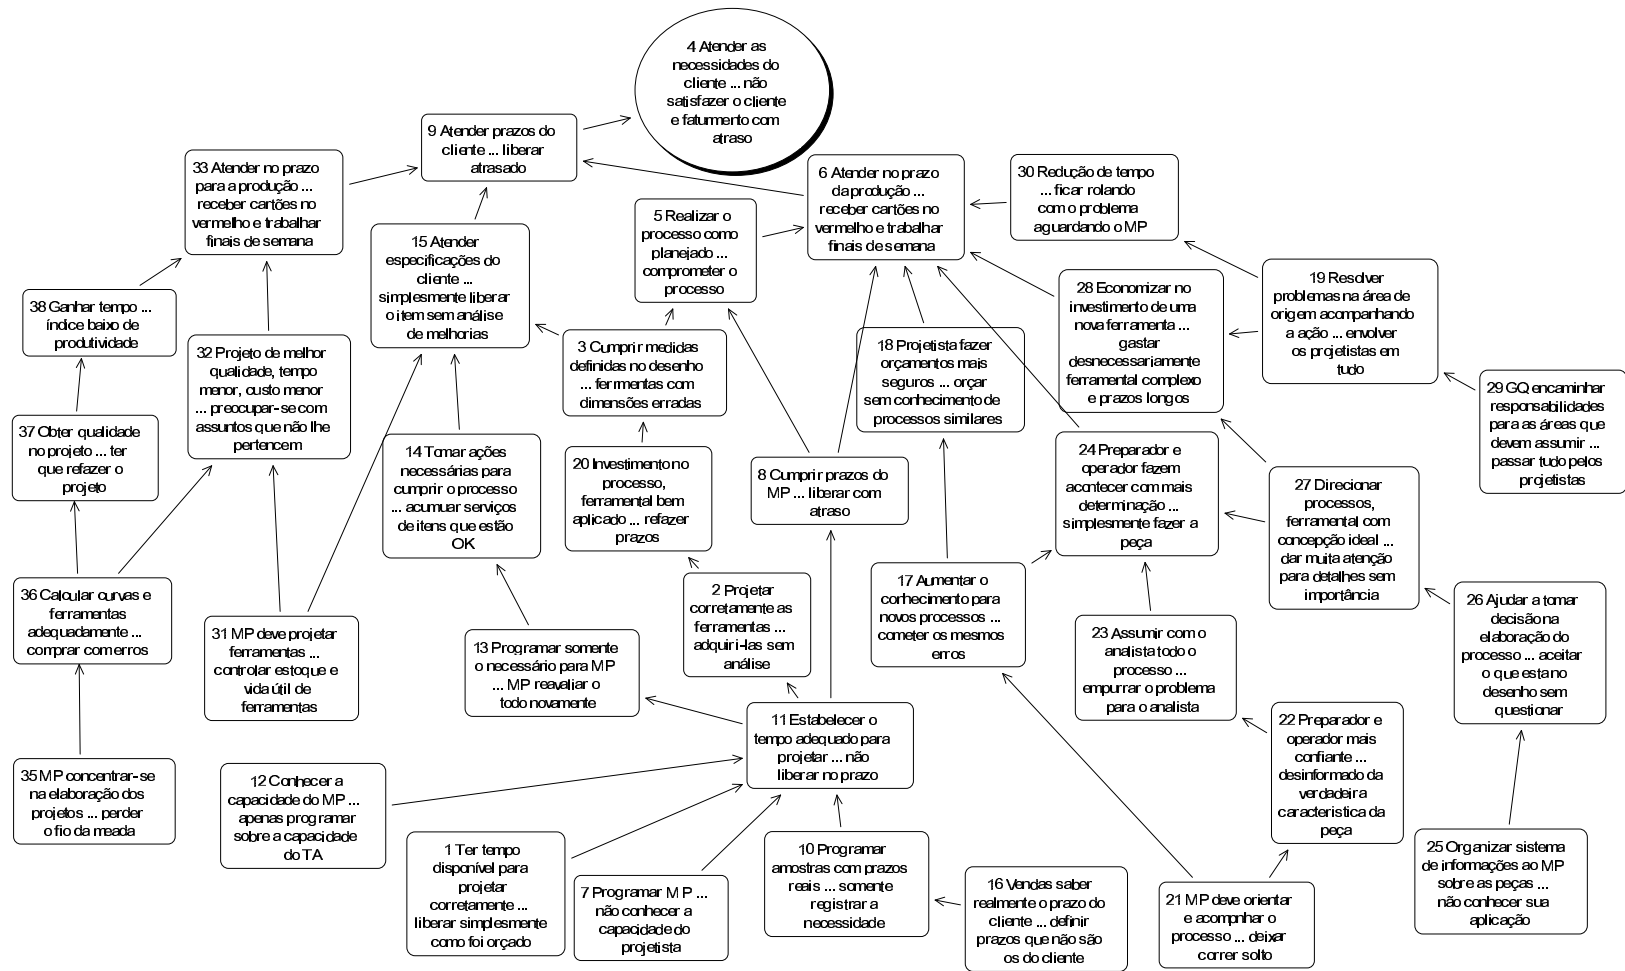 4 Atender as
necessidades do
cliente ... não
satisfazer o cliente
e faturmento com
atraso
9 Atender prazos do
cliente ... liberar
atrasado
33 Atender no prazo
para a produção ...
receber cartões no
vermelho e trabalhar
finais de semana
6 Atender no prazo
da produção ...
receber cartões no
vermelho e trabalhar
finais de semana
30 Redução de tempo
... ficar rolando
com o problema
aguardando o MP
5 Realizar o
processo como
planejado ...
comprometer o
processo
15 Atender
especificações do
cliente ...
simplesmente liberar
o item sem análise
de melhorias
38 Ganhar tempo ...
índice baixo de
produtividade
28 Economizar no
investimento de uma
nova ferramenta ...
gastar
desnecessariamente
ferramental complexo
e prazos longos
19 Resolver
problemas na área de
origem acompanhando
a ação ... envolver
os projetistas em
tudo
32 Projeto de melhor
qualidade, tempo
menor, custo menor
... preocupar-se com
assuntos que não lhe
pertencem
3 Cumprir medidas
definidas no desenho
... ferrmentas com
dimensões erradas
18 Projetista fazer
orçamentos mais
seguros ... orçar
sem conhecimento de
processos similares
29 GQ encaminhar
responsabilidades
para as áreas que
devem assumir ...
passar tudo pelos
projetistas
37 Obter qualidade
no projeto ... ter
que refazer o
projeto
14 Tomar ações
necessárias para
cumprir o processo
... acumuar serviços
de itens que estão
OK
20 Investimento no
processo,
ferramental bem
aplicado ... refazer
prazos
8 Cumprir prazos do
MP ... liberar com
atraso
24 Preparador e
operador fazem
acontecer com mais
determinação ...
simplesmente fazer a
peça
27 Direcionar
processos,
ferramental com
concepção ideal ...
dar muita atenção
para detalhes sem
importância
36 Calcular curvas e
ferramentas
adequadamente ...
comprar com erros
31 MP deve projetar
ferramentas ...
controlar estoque e
vida útil de
ferramentas
13 Programar somente
o necessário para MP
... MP reavaliar o
todo novamente
2 Projetar
corretamente as
ferramentas ...
adquiri-las sem
análise
17 Aumentar o
conhecimento para
novos processos ...
cometer os mesmos
erros
23 Assumir com o
analista todo o
processo ...
empurrar o problema
para o analista
26 Ajudar a tomar
decisão na
elaboração do
processo ... aceitar
o que esta no
desenho sem
questionar
11 Estabelecer o
tempo adequado para
projetar ... não
liberar no prazo
22 Preparador e
operador mais
confiante ...
desinformado da
verdadeira
caracteristica da
peça
35 MP concentrar-se
na elaboração dos
projetos ... perder
o fio da meada
12 Conhecer a
capacidade do MP ...
apenas programar
sobre a capacidade
do TA
1 Ter tempo
disponível para
projetar
corretamente ...
liberar simplesmente
como foi orçado
7 Programar MP ...
não conhecer a
capacidade do
projetista
10 Programar
amostras com prazos
reais ... somente
registrar a
necessidade
16 Vendas saber
realmente o prazo do
cliente ... definir
prazos que não são
os do cliente
21 MP deve orientar
e acompnhar o
processo ... deixar
correr solto
25 Organizar sistema
de informações ao MP
sobre as peças ...
não conhecer sua
aplicação